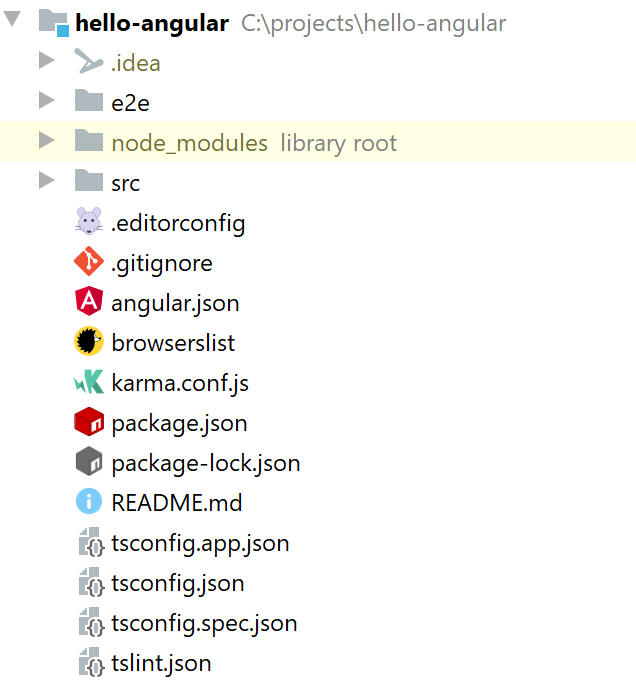 hello-angular C:\projects\hello-angular
.idea
e2e
node_modules library root
src
.editorconfig
.gitignore
angular.json
browserslist
karma.conf.js
package.json
package-lock.json
README.md
tsconfig.app.json
tsconfig.json
tsconfig.spec.json
tslint.json